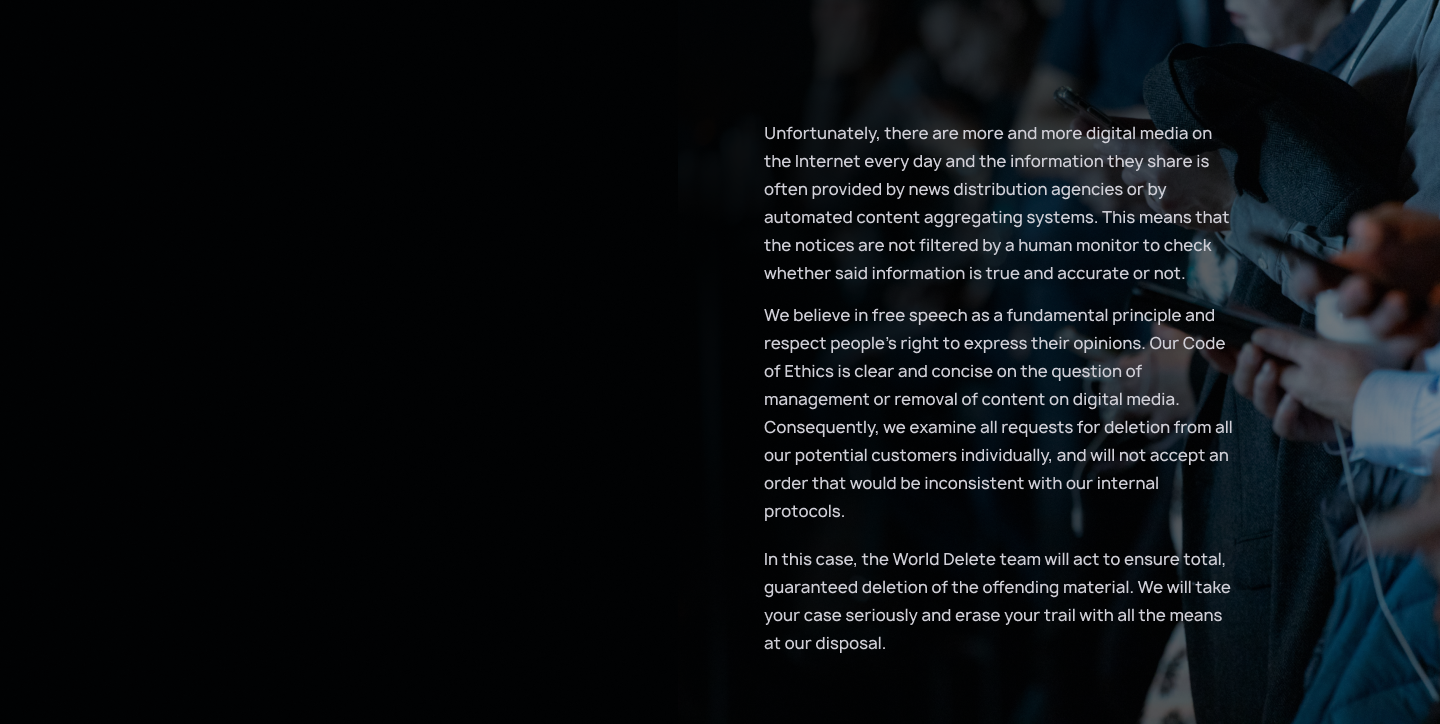 Unfortunately, there are more and more digital media on
the Internet every day and the information they share is
often provided by news distribution agencies or by
automated content aggregating systems. This means that
the notices are not filtered by a human monitor to check
whether said information is true and accurate or not.
We believe in free speech as a fundamental principle and
respect people's right to express their opinions. Our Code
of Ethics is clear and concise on the question of
management or removal of content on digital media.
Consequently, we examine all requests for deletion from all
our potential customers individually, and will not accept an
order that would be inconsistent with our internal
protocols.
In this case, the World Delete team will act to ensure total,
guaranteed deletion of the offending material. We will take
your case seriously and erase your trail with all the means
at our disposal.